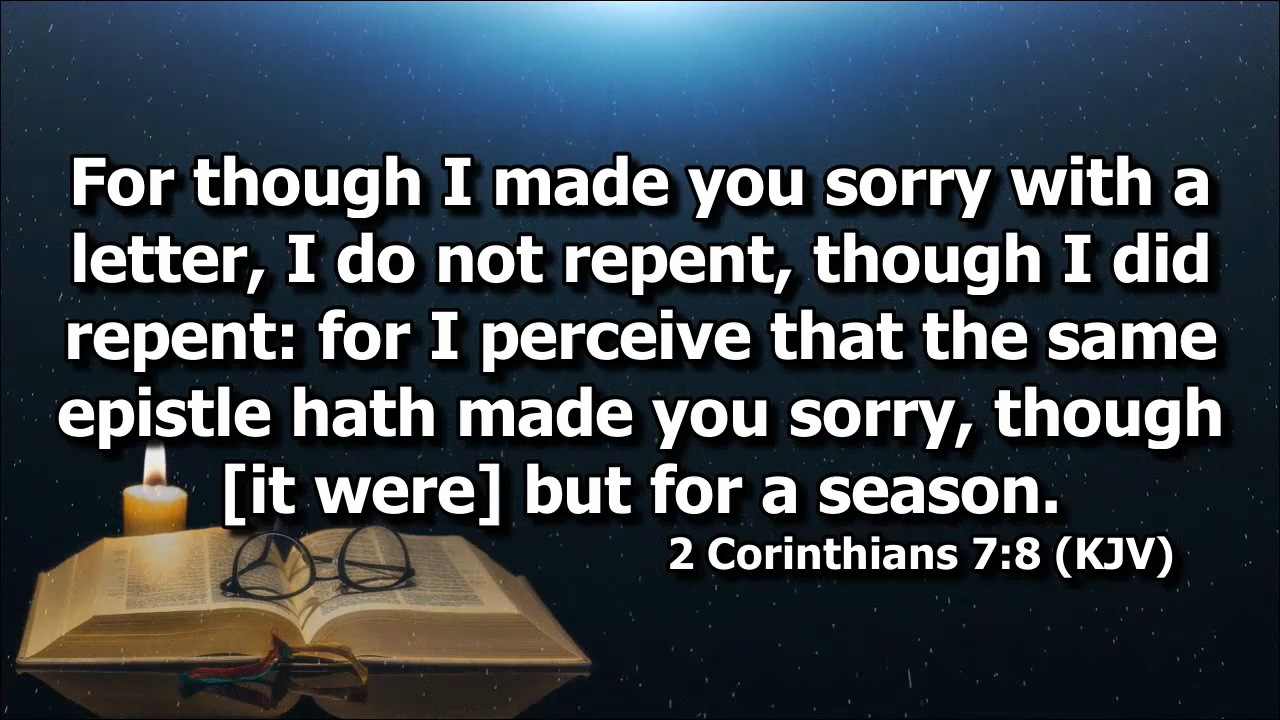 For though I made you sorry with a
letter, I do not repent, though I did
repent: for I perceive that the same
epistle hath made you sorry, though
[it were] but for a season.
2 Corinthians 7:8 (KJV)